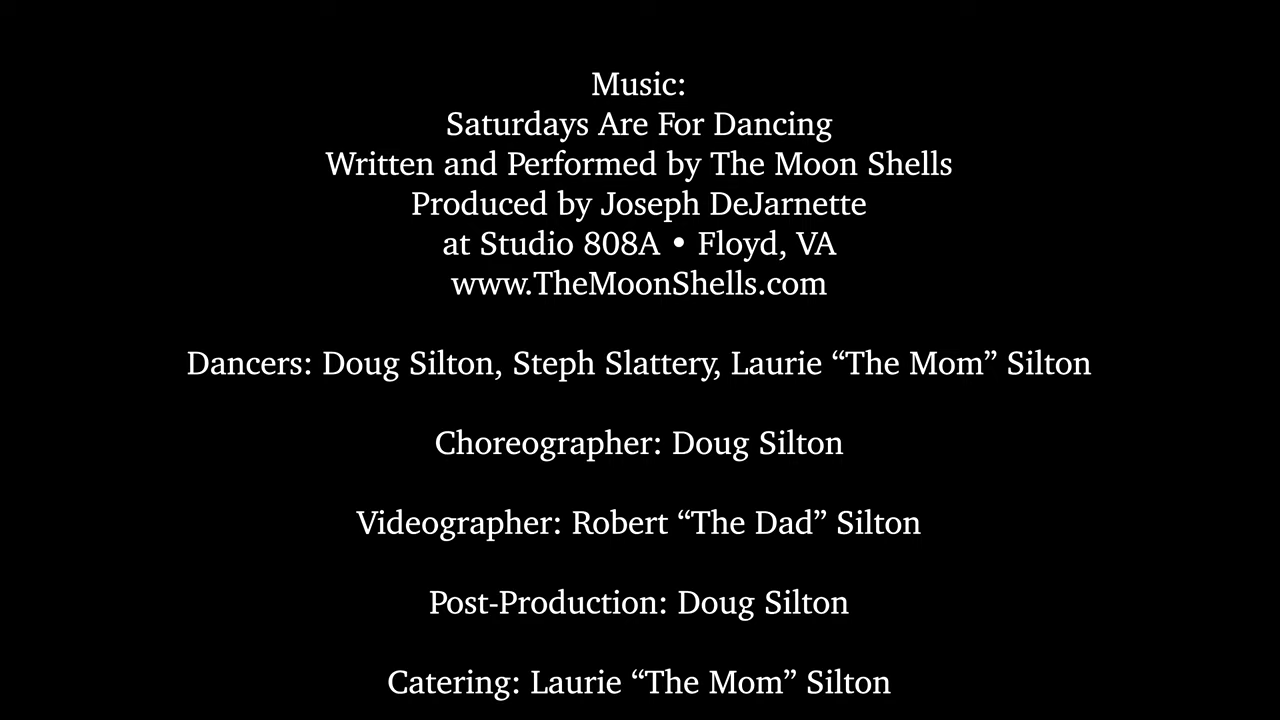 Music:
Saturdays Are For Dancing
Written and Performed by The Moon Shells
Produced by Joseph DeJarnette
at Studio 808A • Floyd, VA
www.TheMoonShells.com
Dancers: Doug Silton, Steph Slattery, Laurie “The Mom” Silton
Choreographer: Doug Silton
Videographer: Robert “The Dad” Silton
Post-Production: Doug Silton
Catering: Laurie “The Mom” Silton